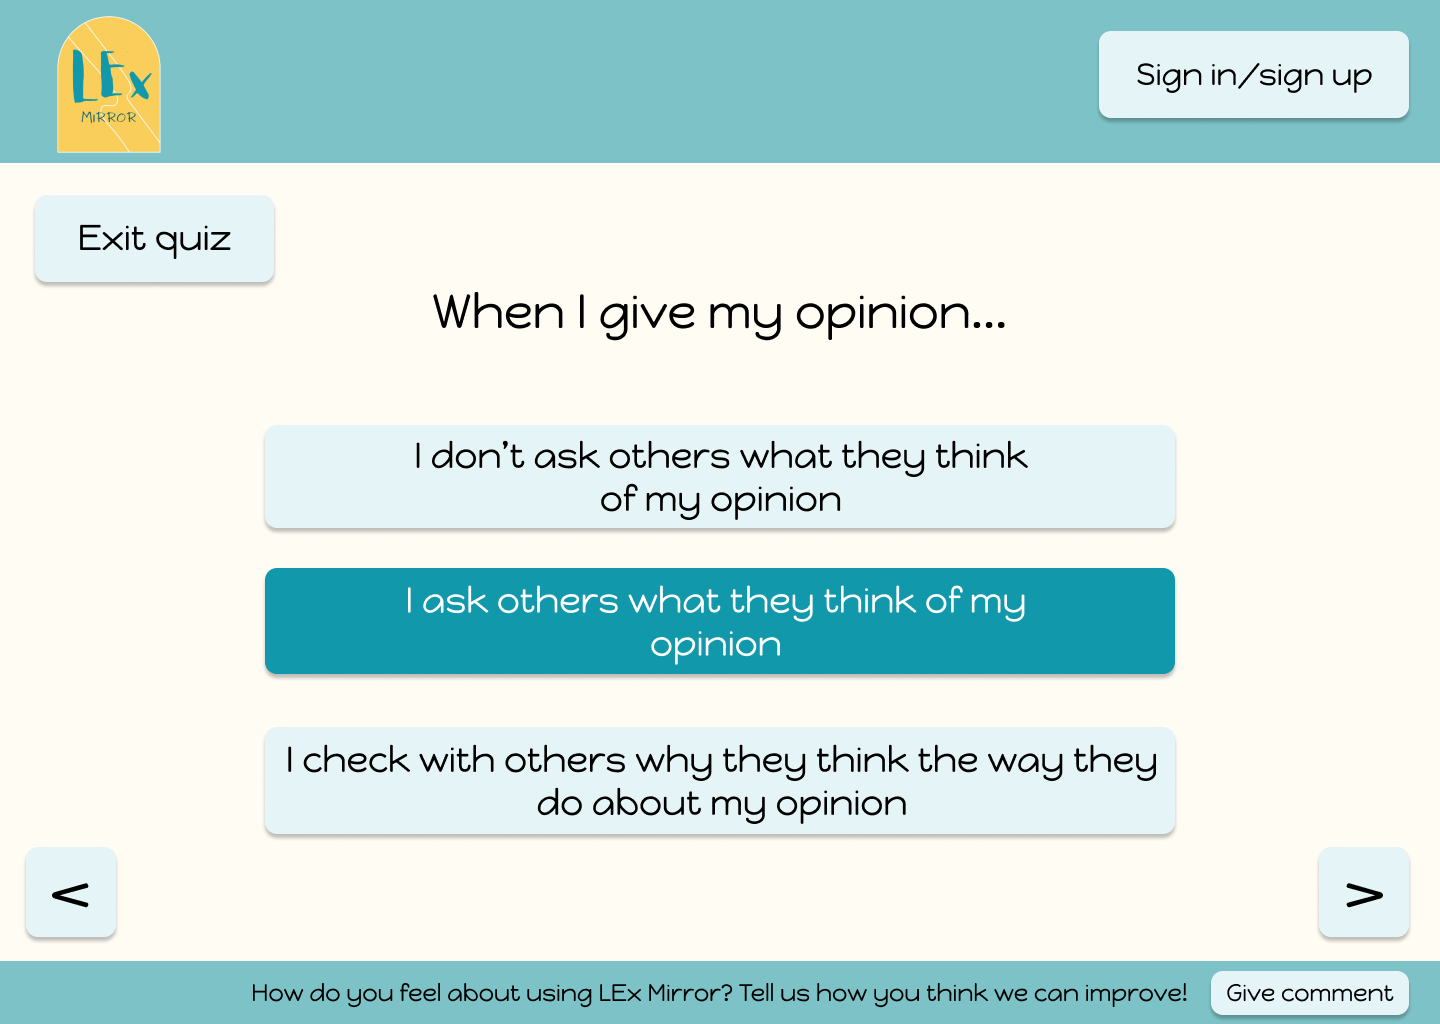 LEx
MIRROR
Sign in/sign up
Exit quiz
When I give my opinion...
I don't ask others what they think
of my opinion
I ask others what they think of my
opinion
I check with others why they think the way they
do about my opinion
<
>
How do you feel about using LEx Mirror? Tell us how you think we can improve!
Give comment